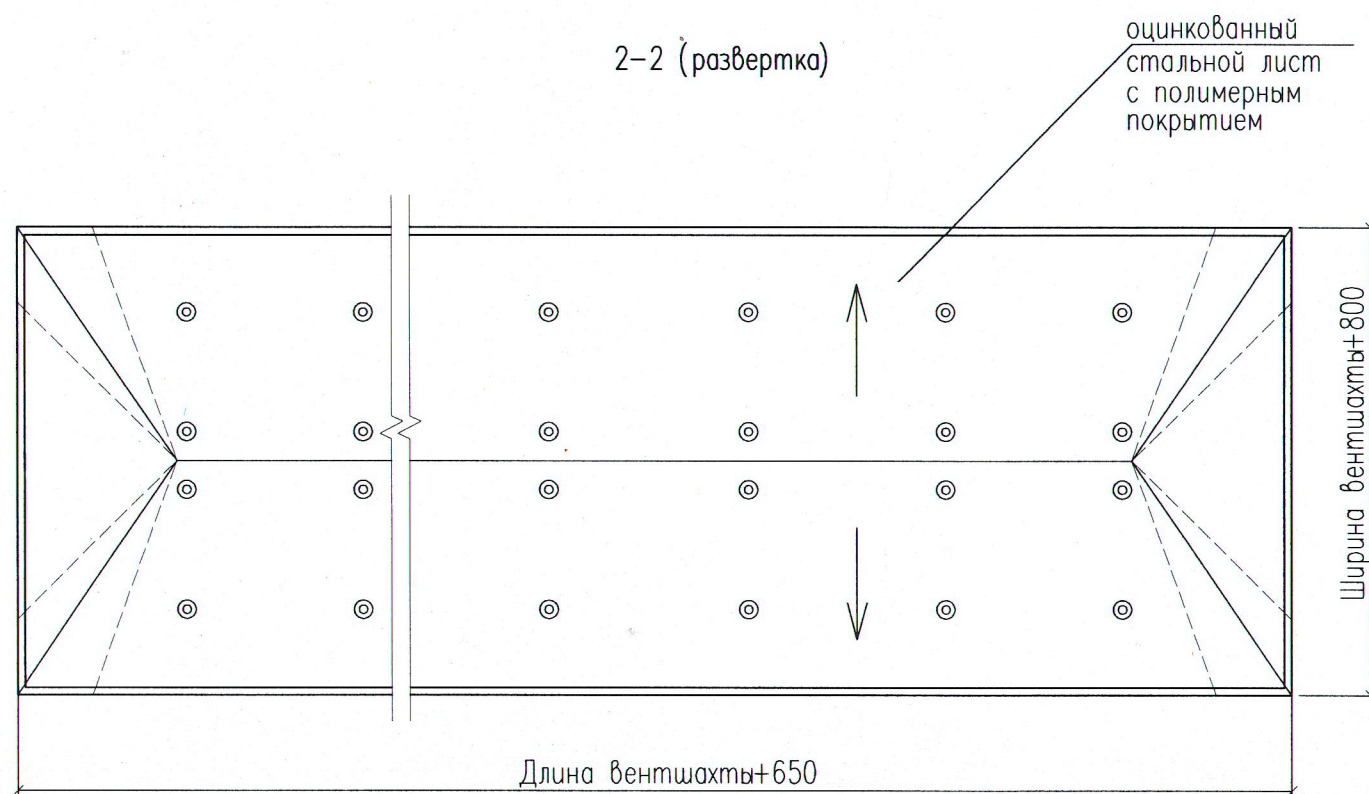 2-2 (развертка)
оцинкованный
стальной лист
с полимерным
покрытием
Ширина вентшахты+800
Длина вентшахты+650